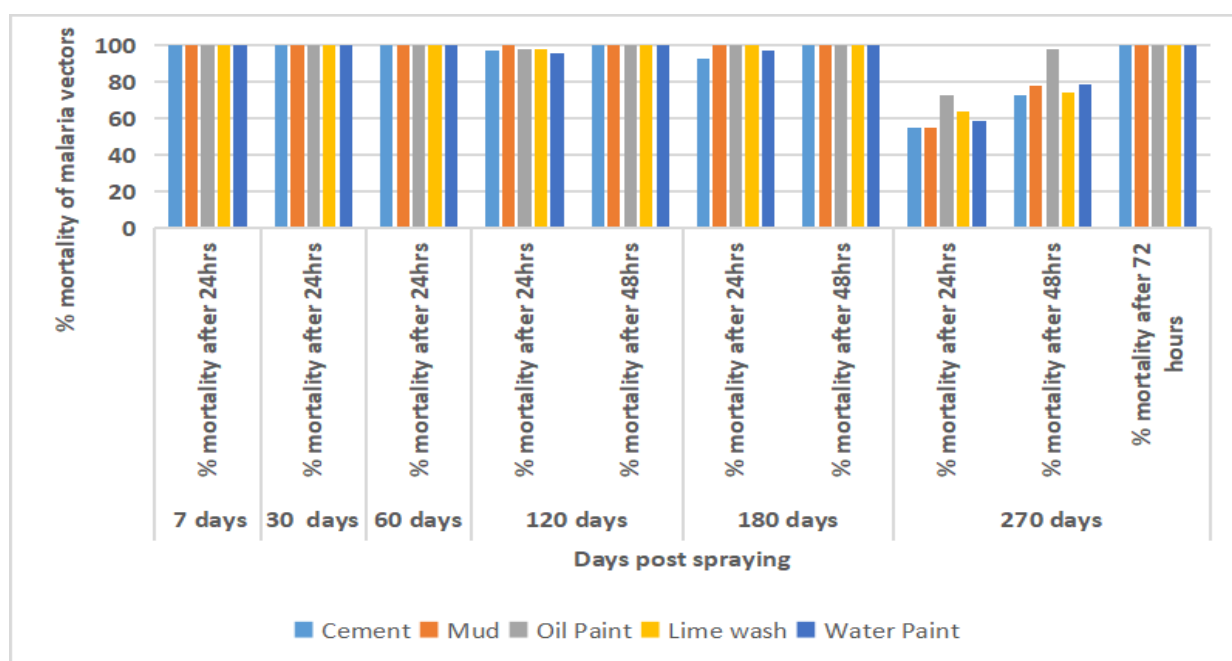 % mortality of malaria vectors
100
80
60
40
20
0
% mortality after 24hrs
% mortality after 24hrs
% mortality after 24hrs
% mortality after 24hrs
% mortality after 48hrs
% mortality after 24hrs
% mortality after 48hrs
% mortality after 24hrs
% mortality after 48hrs
% mortality after 72
hours
7 days
30 days
60 days
120 days
180 days
270 days
Days post spraying
Cement
Mud
Oil Paint
Lime wash
Water Paint